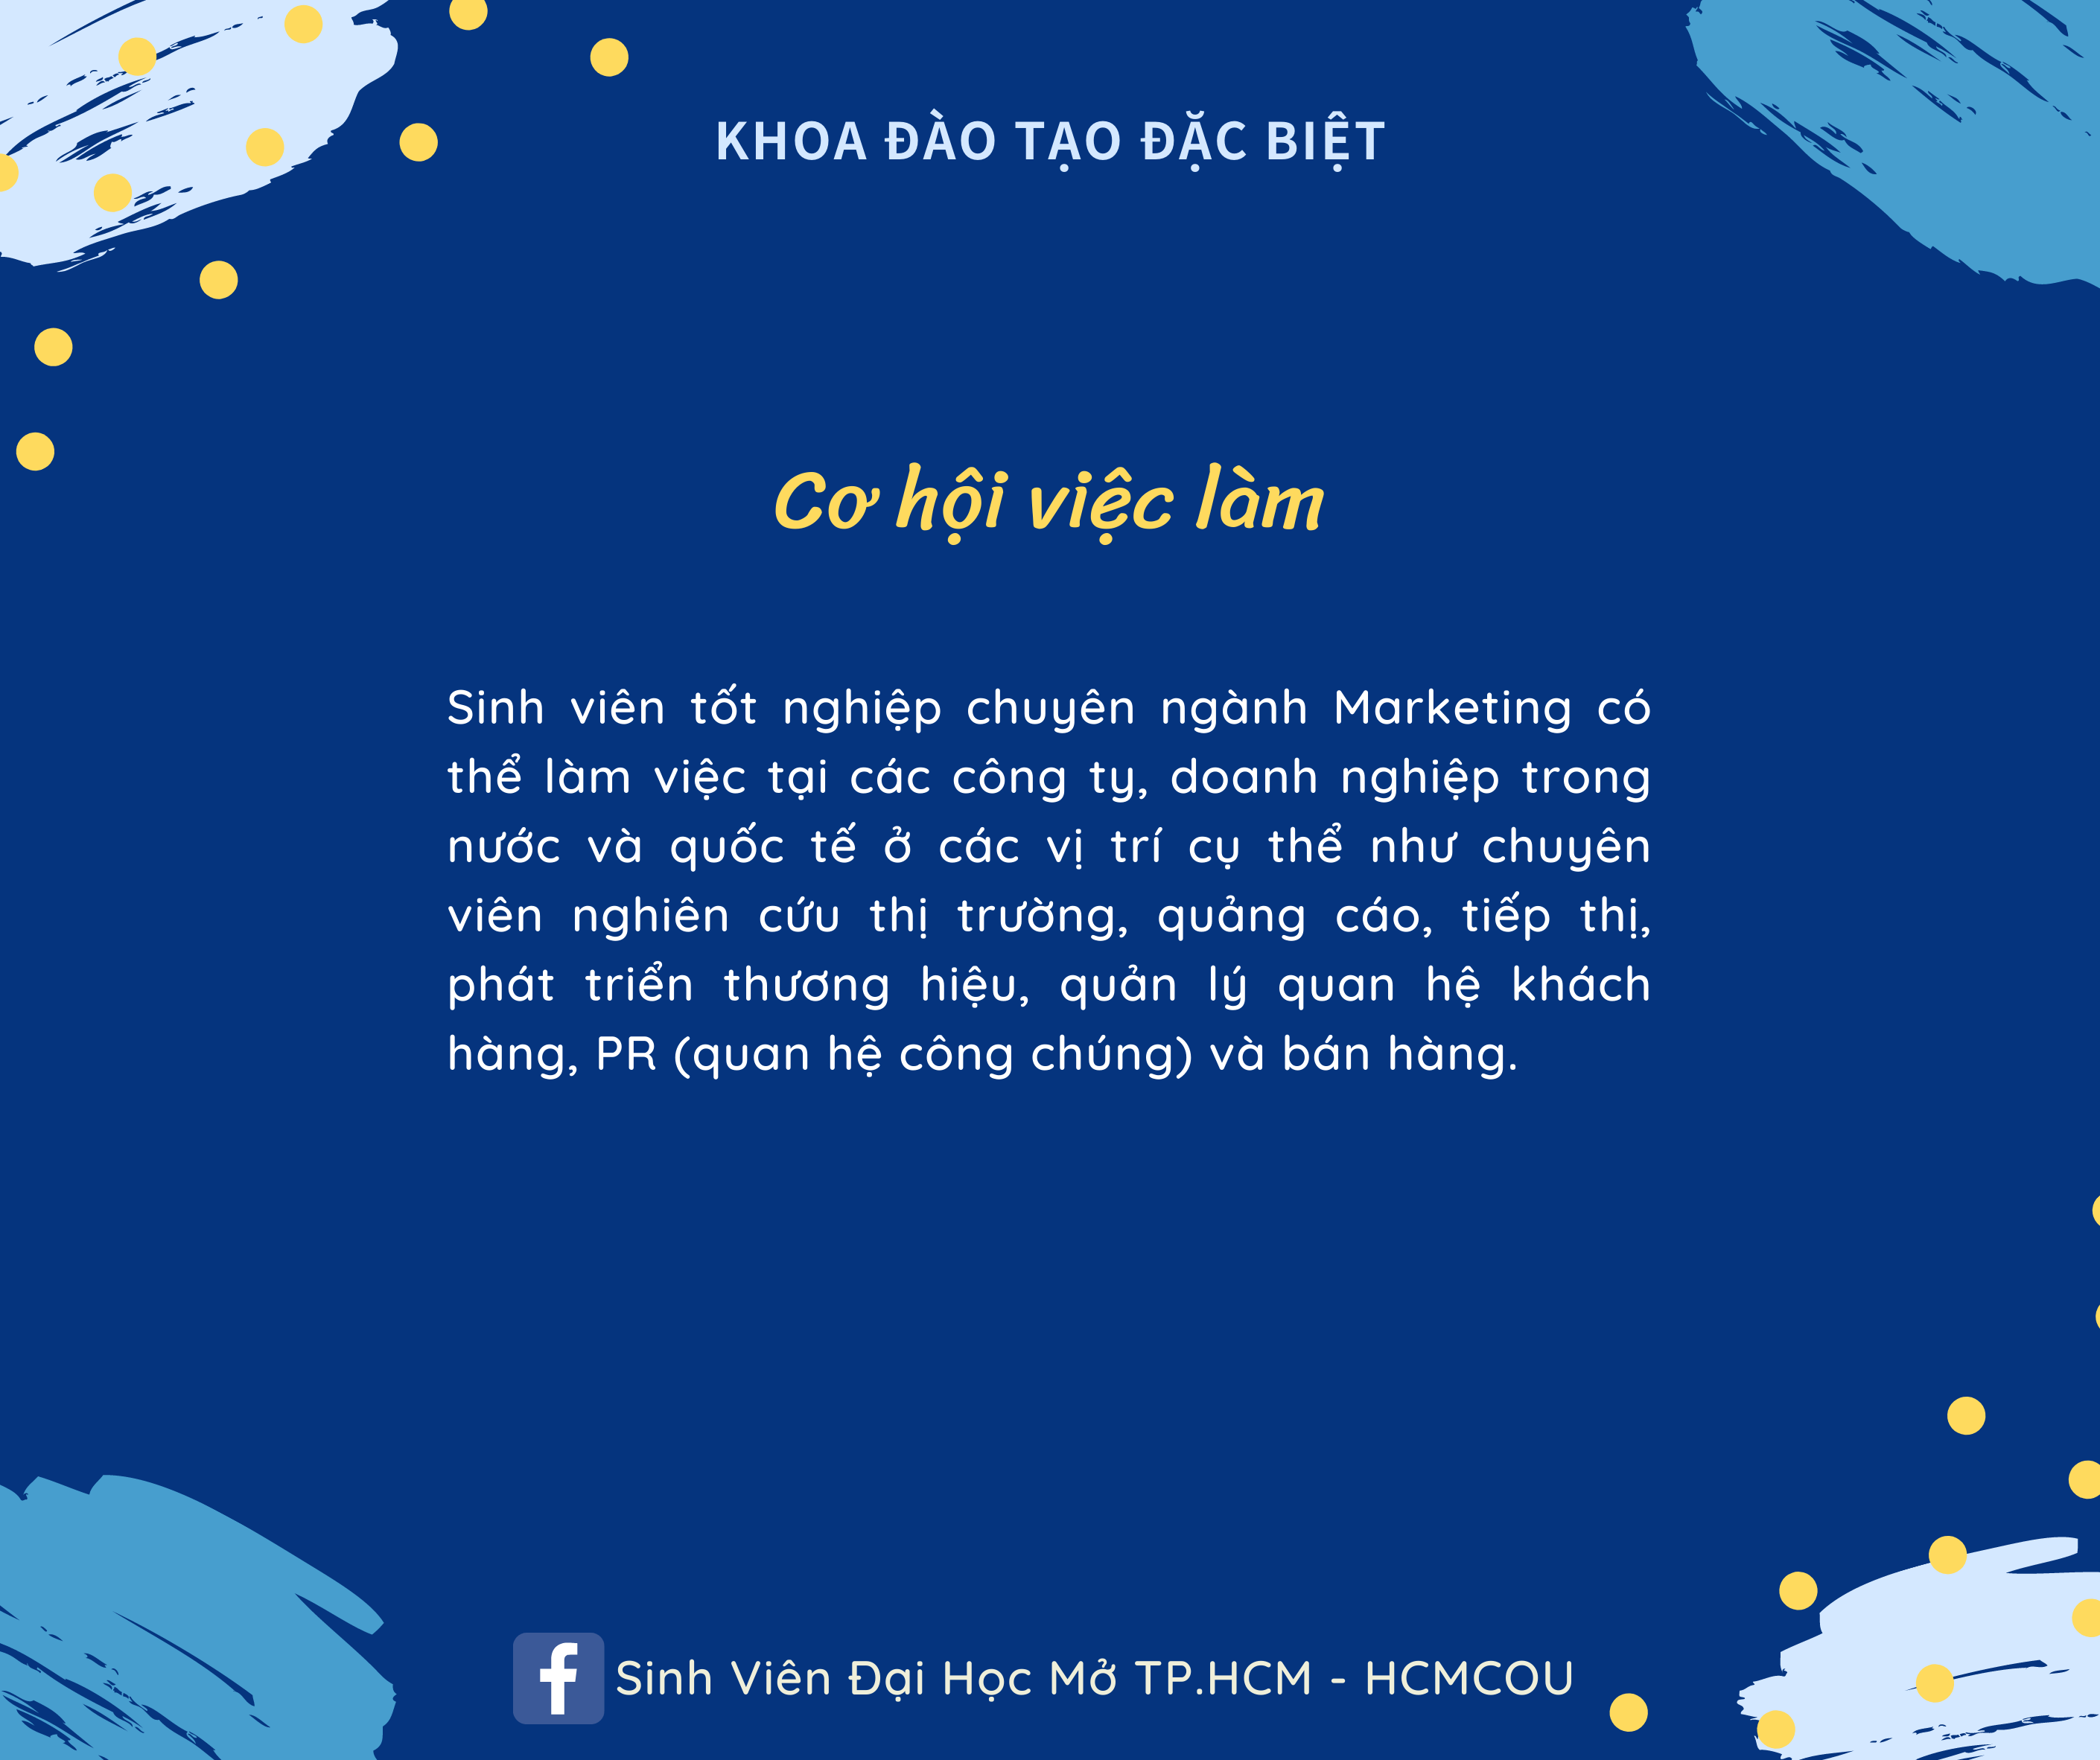 KHOA ĐÀO TẠO ĐẶC BIỆT
Cơ hội việc làm
Sinh viên tốt nghiệp chuyên ngành Marketing có
thể làm việc tại các công ty, doanh nghiệp trong
nước và quốc tế ở các vị trí cụ thể như chuyên
viên nghiên cứu thị trường, quảng cáo, tiếp thị,
phát triển thương hiệu, quản lý quan hệ khách
hàng, PR (quan hệ công chúng) và bán hàng.
Sinh Viên Đại Học Mở TP.HCM - HCMCOU